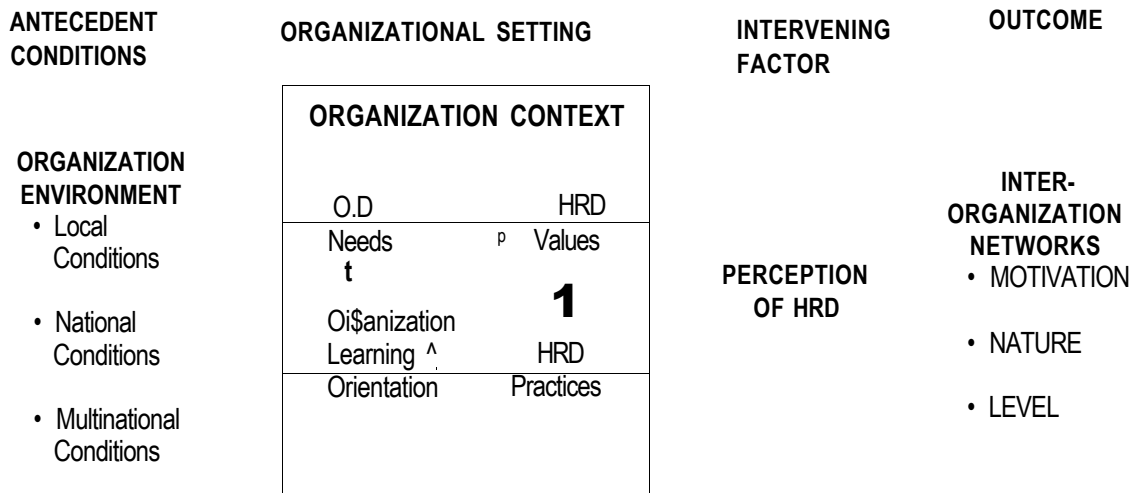 ANTECEDENT
CONDITIONS
ORGANIZATIONAL SETTING
INTERVENING
FACTOR
OUTCOME
ORGANIZATION CONTEXT
ORGANIZATION
ENVIRONMENT
• Local
Conditions
• National
Conditions
• Multinational
Conditions
O.D
HRD
Needs
p
Values
t
1
Oi$anization
Learning ^
HRD
Orientation
Practices
PERCEPTION
OF HRD
INTER-
ORGANIZATION
NETWORKS
• MOTIVATION
• NATURE
• LEVEL